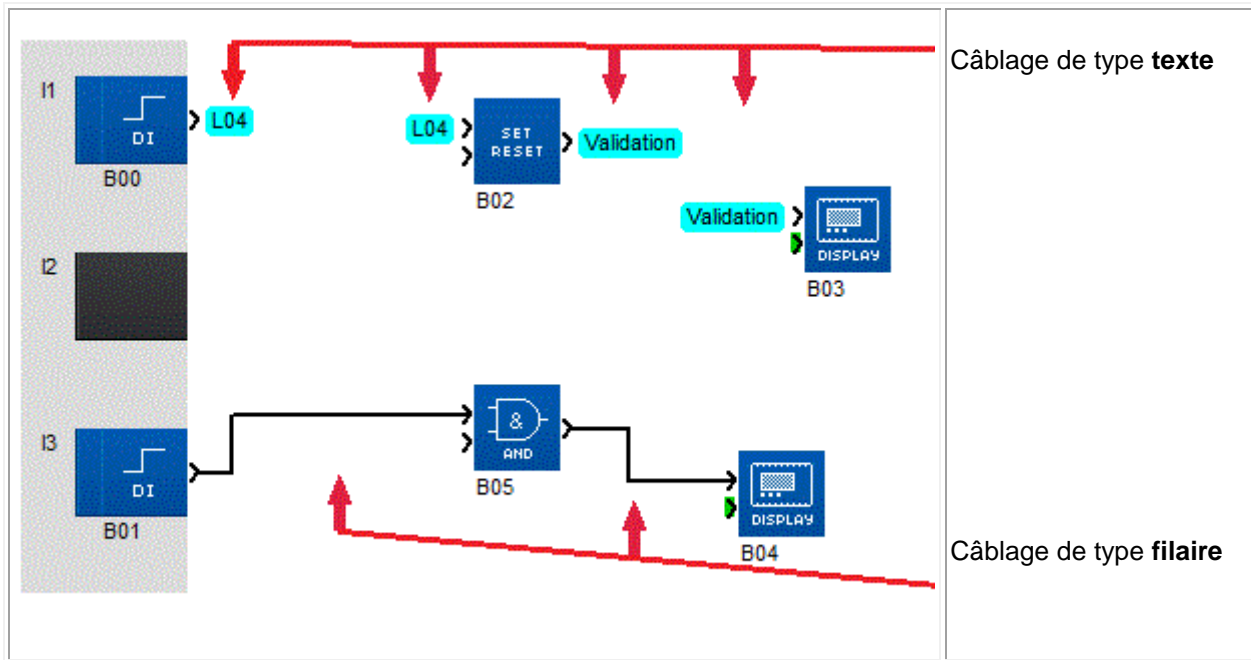 Câblage de type texte
I1
DI
L04
B00
L04
SET
RESET
Validation
B02
Validation
DISPLAY
B03
I2
I3
DI
B01
&
AND
B05
DISPLAY
B04
Câblage de type filaire